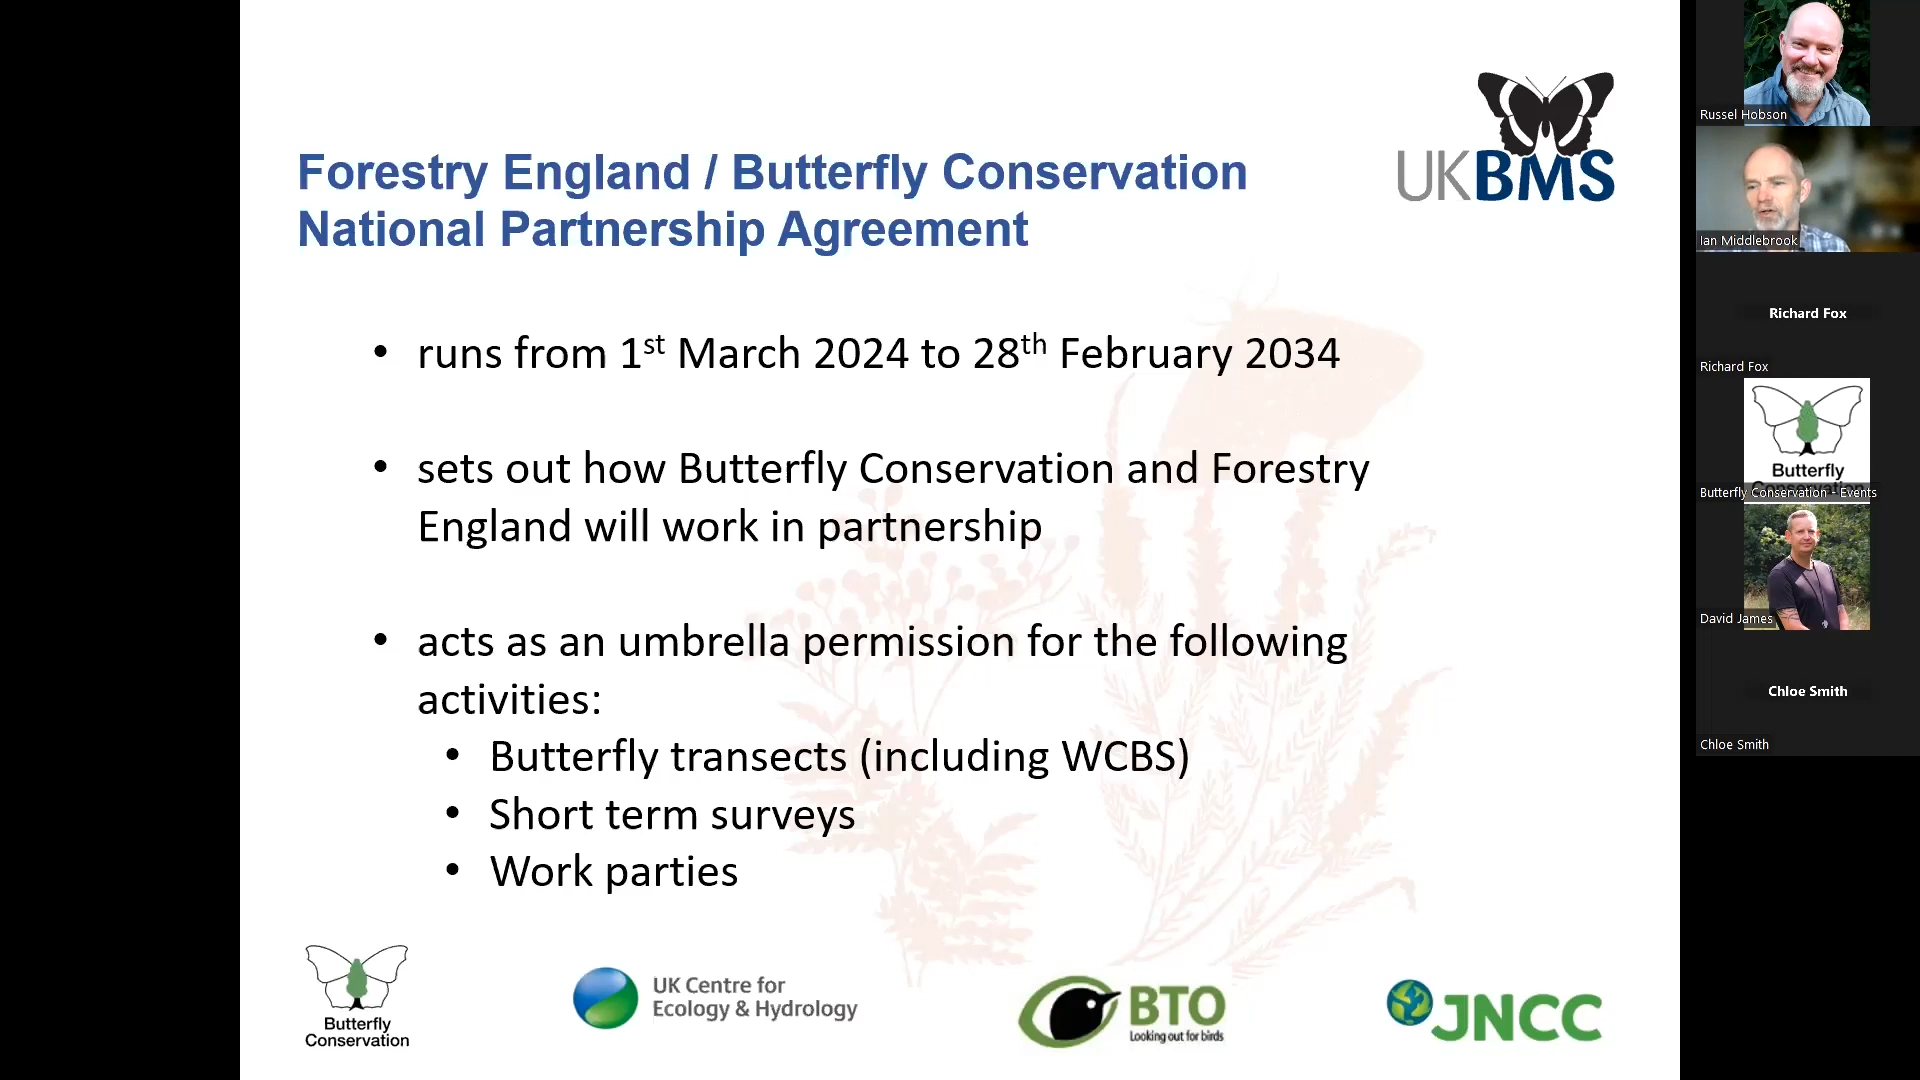 Forestry England / Butterfly Conservation
National Partnership Agreement
UKBMS
• runs from 1st March 2024 to 28th February 2034
• sets out how Butterfly Conservation and Forestry
England will work in partnership
• acts as an umbrella permission for the following
activities:
• Butterfly transects (including WCBS)
• Short term surveys
• Work parties
Butterfly
Conservation
UK Centre for
Ecology & Hydrology
BTO
Looking out for birds
JNCC
Russel Hobson
Ian Middlebrook
Richard Fox
Richard Fox
Butterfly
Conservation
Butterfly Conservation - Events
David James
Chloe Smith
Chloe Smith